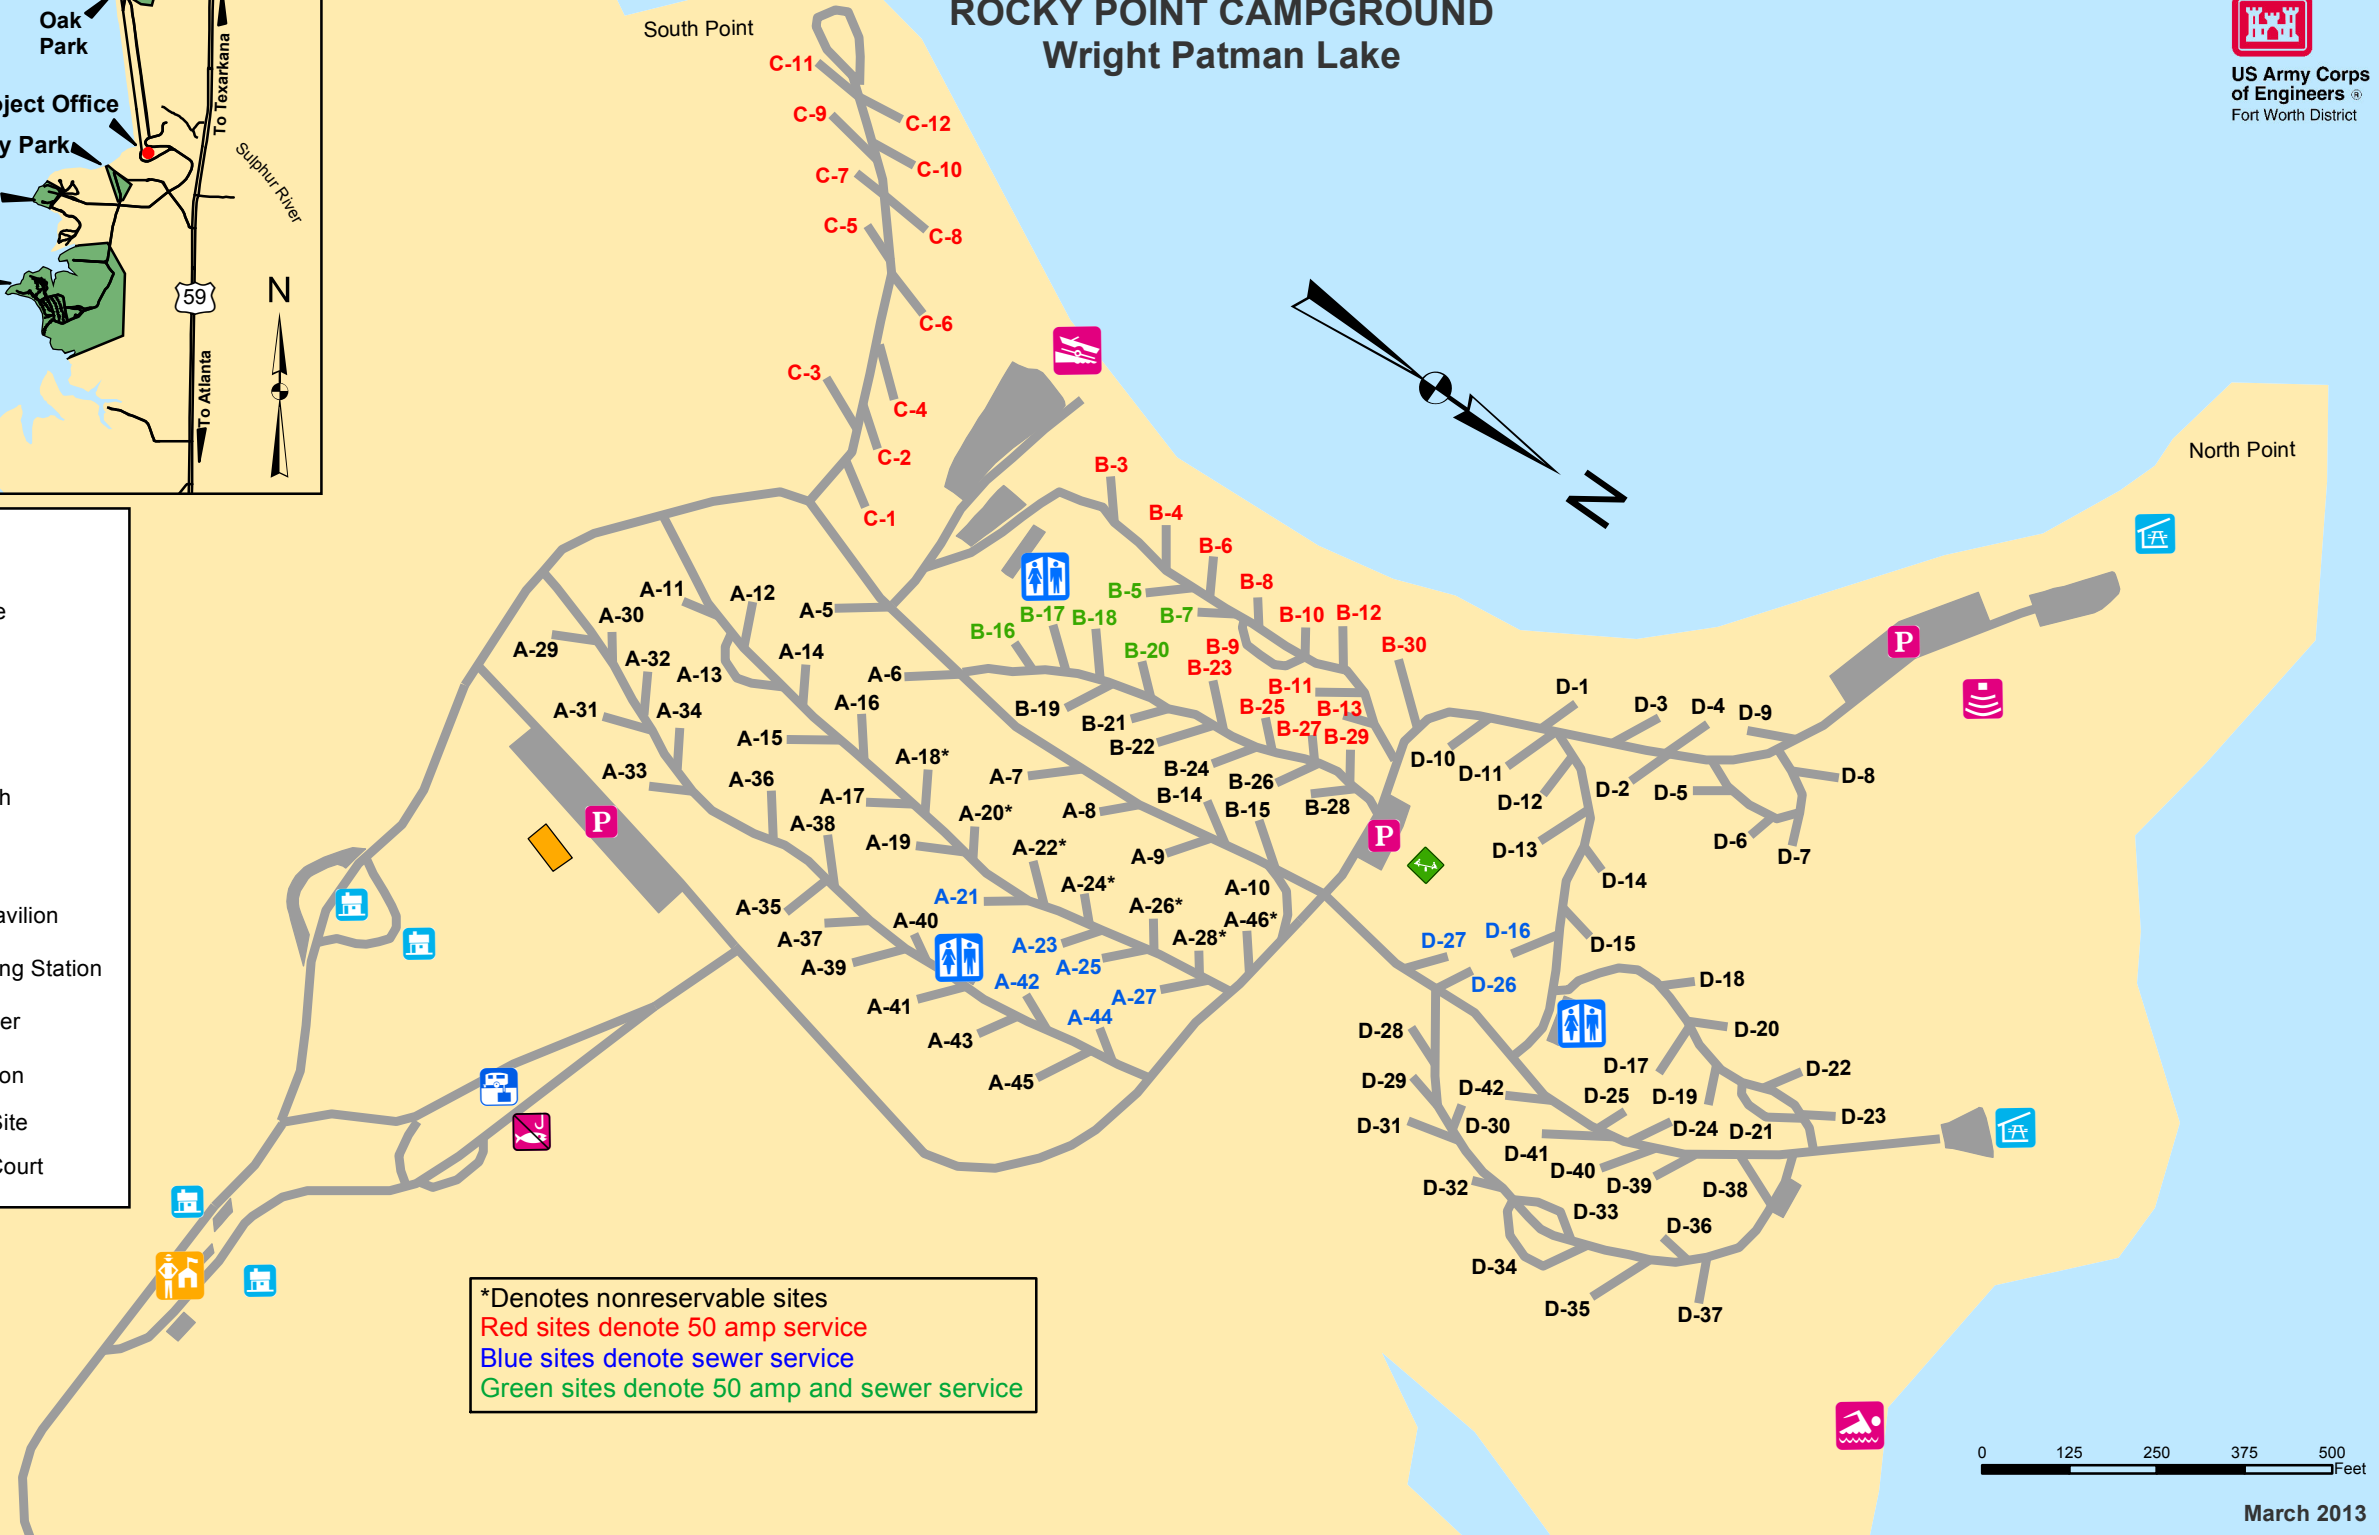 ROCKY POINT CAMPGROUND
Wright Patman Lake
US Army Corps
of Engineers ®
Fort Worth District
Oak
Park
ject Office
y Park
To Texarkana
Sulphur River
59
N
To Atlanta
South Point
North Point
N
C-11
C-9
C-12
C-10
C-7
C-5
C-8
C-6
C-3
C-4
C-2
C-1
B-3
B-4
B-6
B-5
B-8
B-7
B-10
B-12
B-17
B-18
B-16
B-9
B-30
B-20
B-23
B-11
B-25
B-13
B-19
B-21
B-27
B-29
B-22
B-24
B-26
B-14
B-28
B-15
A-11
A-12
A-5
A-30
A-29
A-32
A-13
A-14
A-6
A-31
A-34
A-16
A-15
A-18*
A-33
A-36
A-7
A-17
A-20*
A-8
A-38
A-19
A-22*
A-9
A-24*
A-10
A-21
A-26*
A-46*
A-35
A-40
A-28*
A-37
A-23
A-39
A-25
A-42
A-27
A-41
A-44
A-43
A-45
D-1
D-3
D-4
D-9
D-10
D-11
D-8
D-2
D-5
D-12
D-6
D-7
D-13
D-14
D-27
D-16
D-15
D-26
D-18
D-28
D-20
D-17
D-22
D-29
D-42
D-25
D-19
D-23
D-31
D-30
D-24
D-21
D-41
D-40
D-39
D-32
D-38
D-33
D-36
D-34
D-35
D-37
P
P
P
e
h
avilion
ng Station
er
on
Site
Court
*Denotes nonreservable sites
Red sites denote 50 amp service
Blue sites denote sewer service
Green sites denote 50 amp and sewer service
0 125 250 375 500
Feet
March 2013